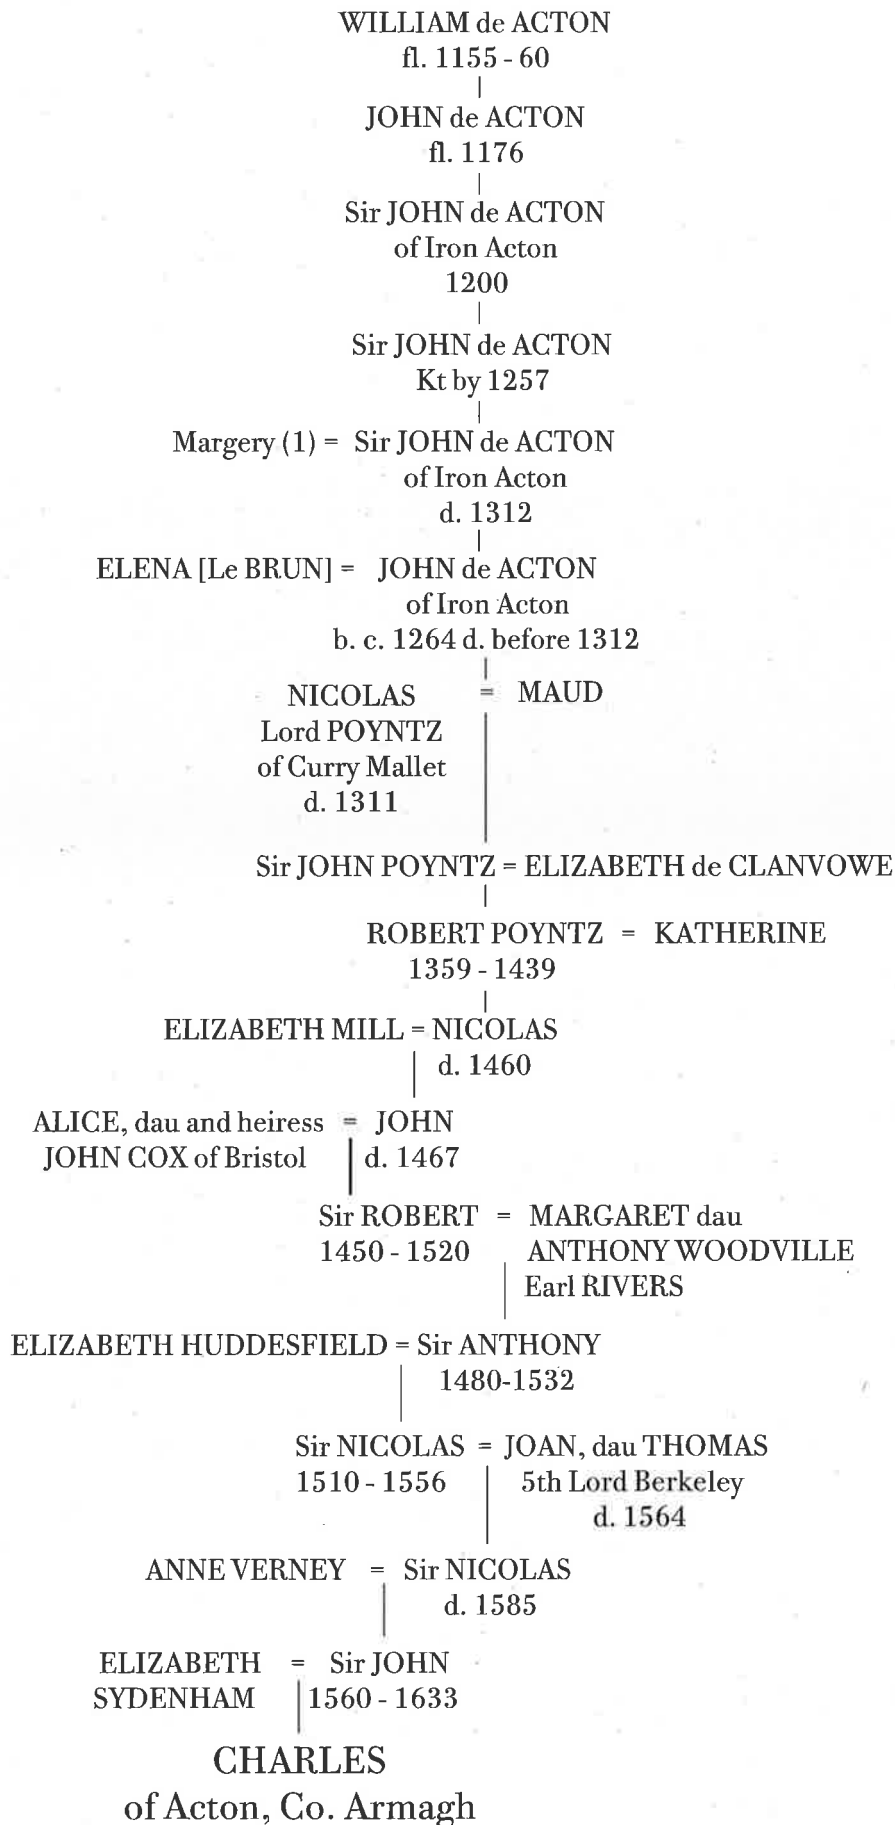 WILLIAM de ACTON
fl. 1155 - 60
JOHN de ACTON
fl. 1176
Sir JOHN de ACTON
of Iron Acton
1200
Sir JOHN de ACTON
Kt by 1257
Margery (1) = Sir JOHN de ACTON
of Iron Acton
d. 1312
ELENA [Le BRUN] = JOHN de ACTON
of Iron Acton
b. c. 1264 d. before 1312
NICOLAS = MAUD
Lord POYNTZ
of Curry Mallet
d. 1311
Sir JOHN POYNTZ = ELIZABETH de CLANVOWE
ROBERT POYNTZ = KATHERINE
1359 - 1439
ELIZABETH MILL = NICOLAS
d. 1460
ALICE, dau and heiress = JOHN
JOHN COX of Bristol d. 1467
Sir ROBERT = MARGARET dau
1450 - 1520 ANTHONY WOODVILLE
Earl RIVERS
ELIZABETH HUDDESFIELD = Sir ANTHONY
1480-1532
Sir NICOLAS = JOAN, dau THOMAS
1510 - 1556 5th Lord Berkeley
d. 1564
ANNE VERNEY = Sir NICOLAS
d. 1585
ELIZABETH = Sir JOHN
SYDENHAM 1560 - 1633
CHARLES
of Acton, Co. Armagh